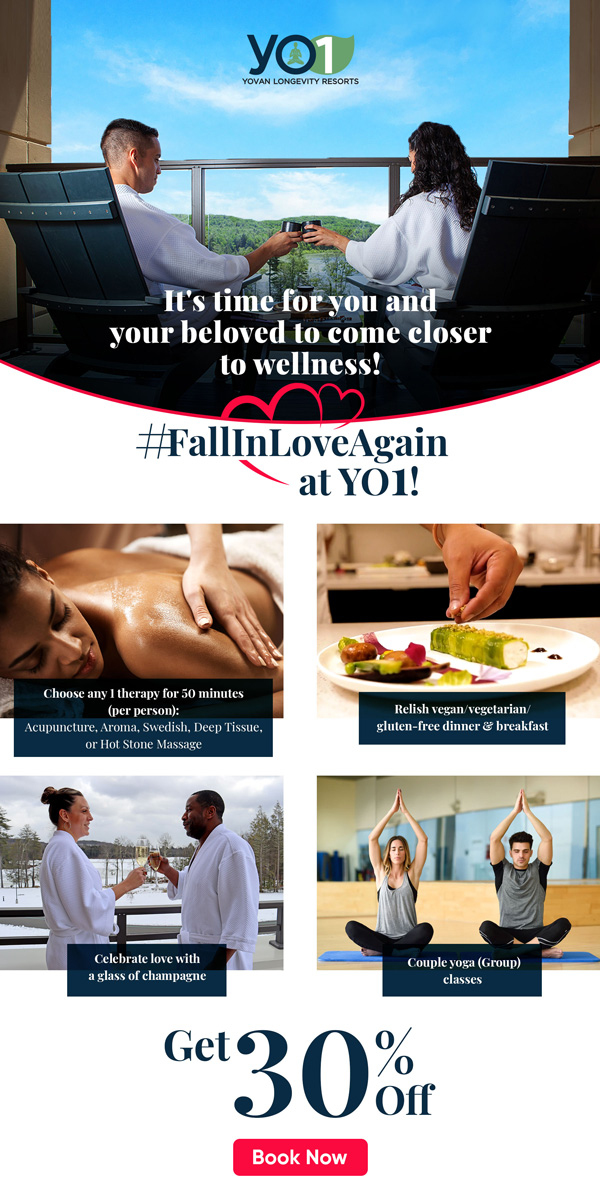 YO1
YOVAN LONGEVITY RESORTS
It's time for you and
your beloved to come closer
to wellness!
#FallInLoveAgain
at YO1!
Choose any 1 therapy for 50 minutes
(per person):
Acupuncture, Aroma, Swedish, Deep Tissue,
or Hot Stone Massage
Relish vegan/vegetarian/
gluten-free dinner & breakfast
Celebrate love with
a glass of champagne
Couple yoga (Group)
classes
Get 30% Off
Book Now